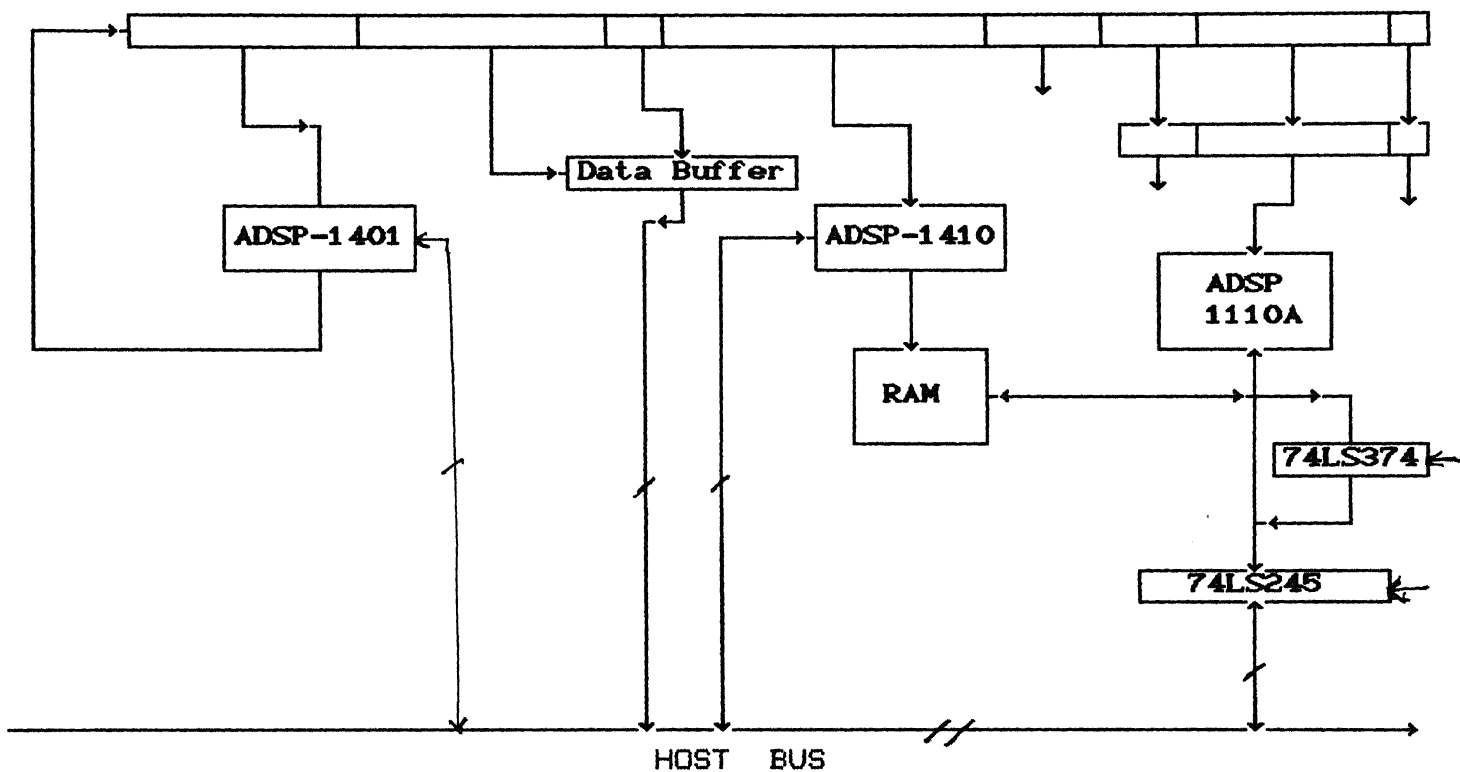 Data Buffer
ADSP-1401
ADSP-1410
ADSP
1110A
RAM
74LS374
74LS245
HOST BUS